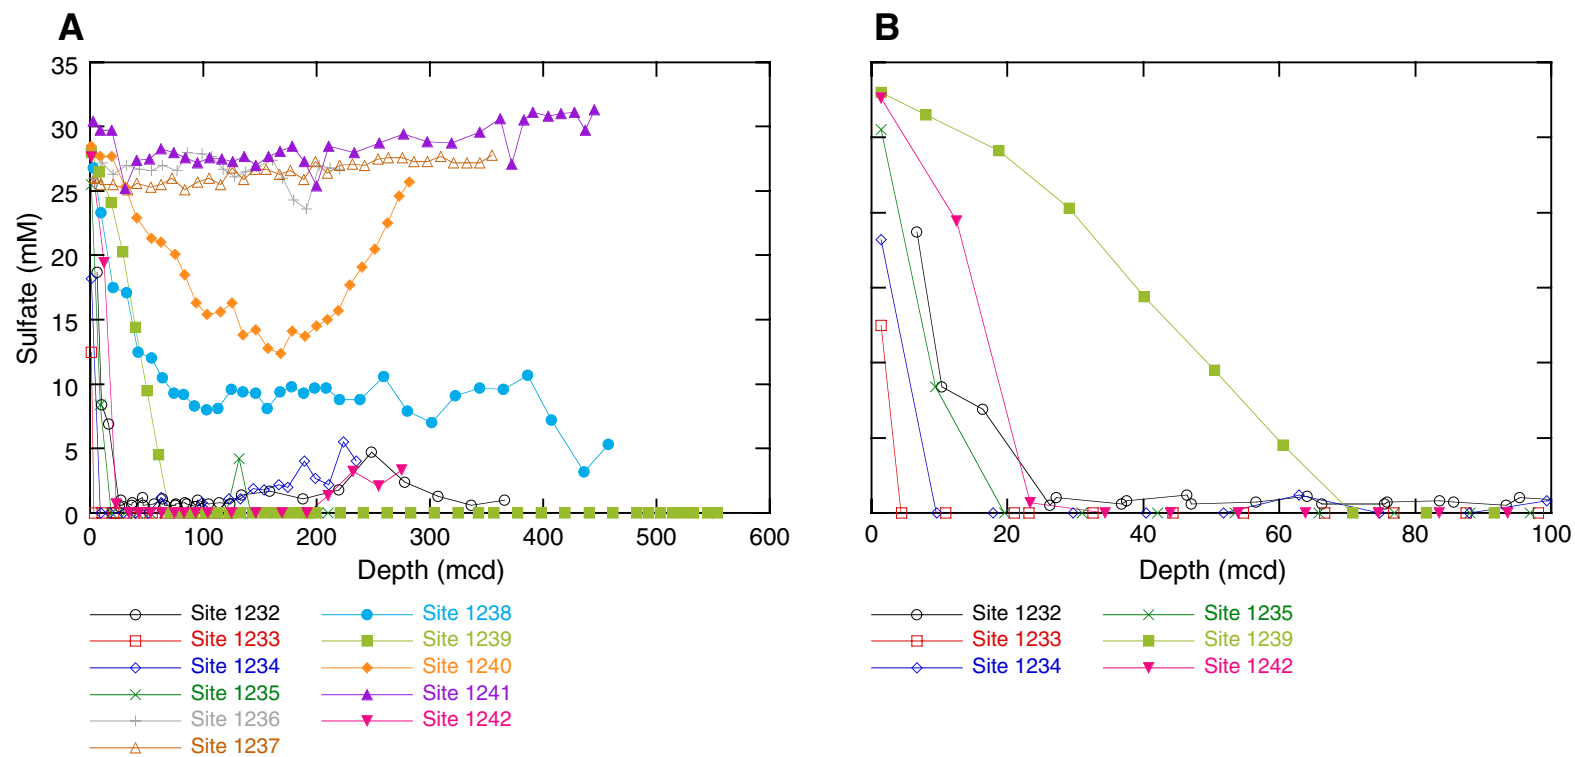 A
B
35
30
25
20
15
10
5
0
Sulfate (mM)
0 100 200 300 400 500 600
0 20 40 60 80 100
Depth (mcd)
Depth (mcd)
Site 1232
Site 1233
Site 1234
Site 1235
Site 1236
Site 1237
Site 1238
Site 1239
Site 1240
Site 1241
Site 1242
Site 1232
Site 1233
Site 1234
Site 1235
Site 1239
Site 1242